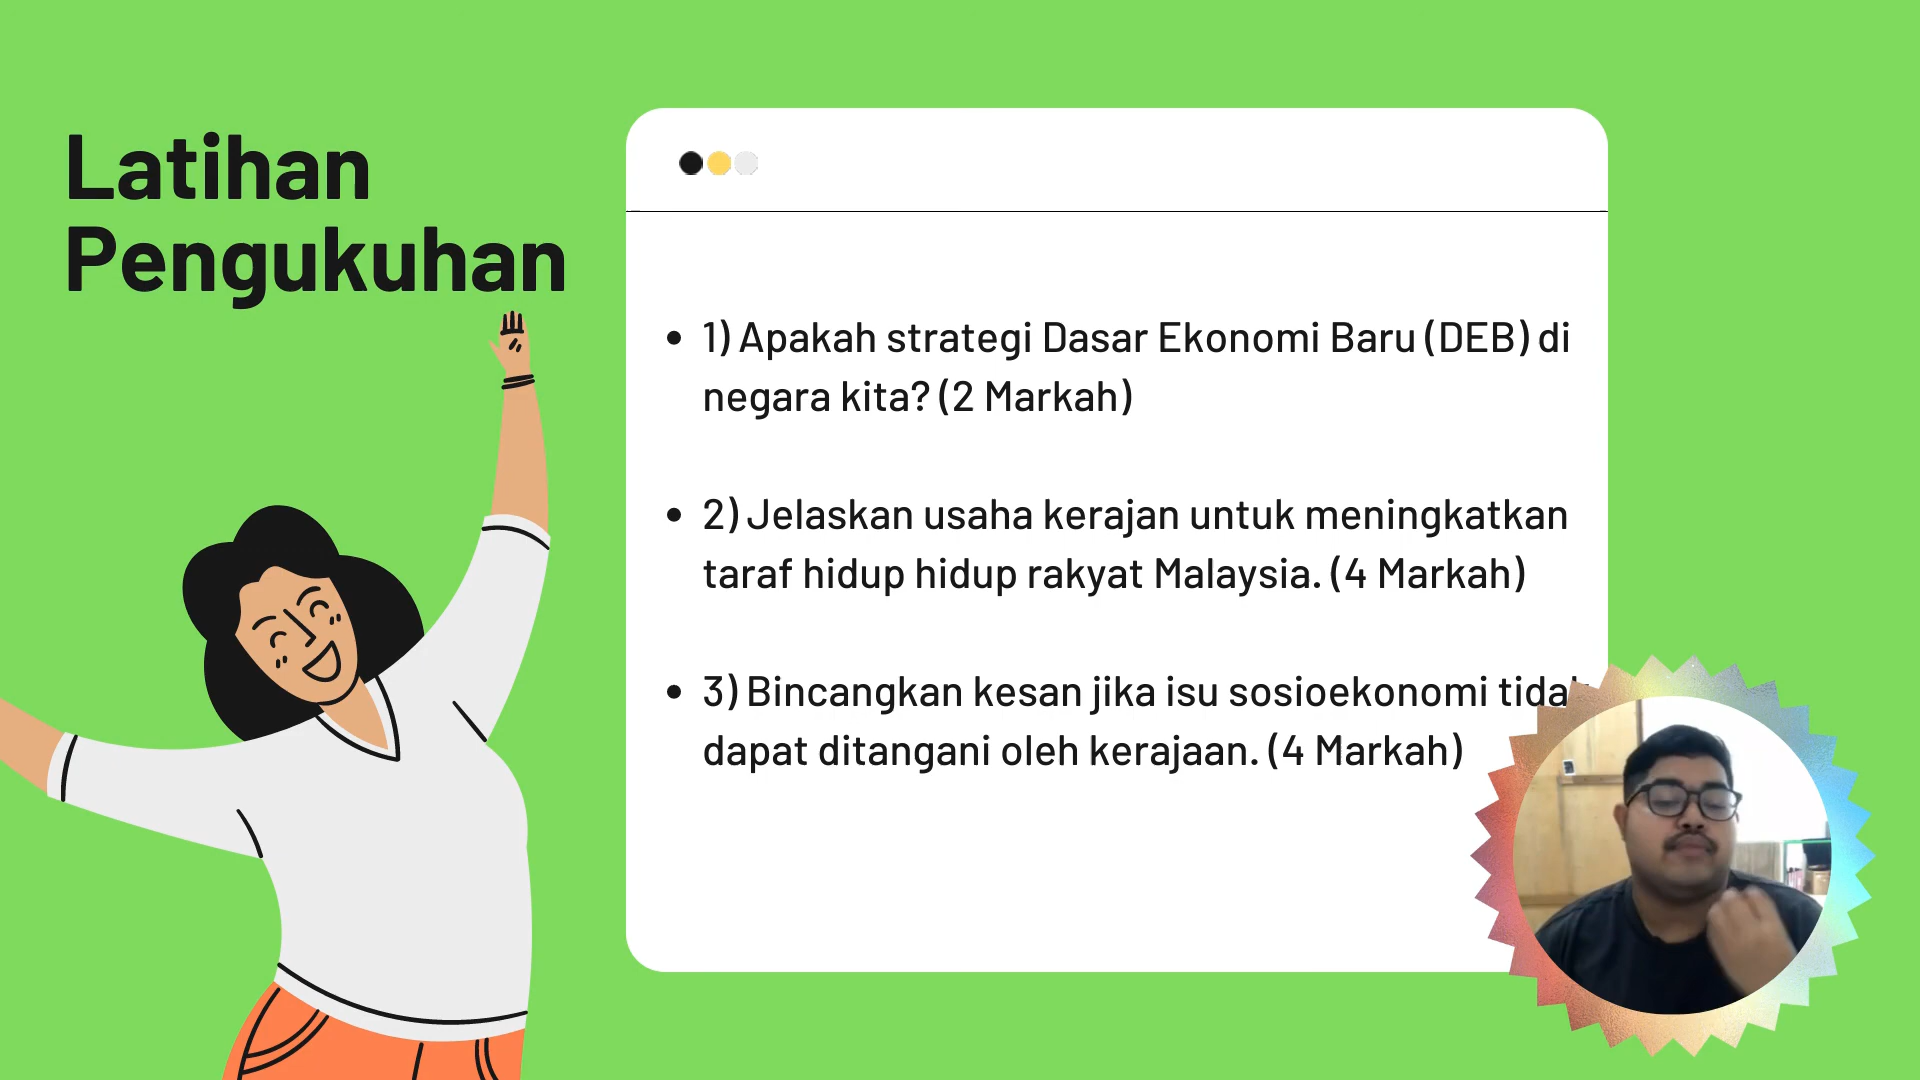 Latihan
Pengukuhan
1) Apakah strategi Dasar Ekonomi Baru (DEB) di
negara kita? (2 Markah)
2) Jelaskan usaha kerajan untuk meningkatkan
taraf hidup hidup rakyat Malaysia. (4 Markah)
3) Bincangkan kesan jika isu sosioekonomi tidak
dapat ditangani oleh kerajaan. (4 Markah)